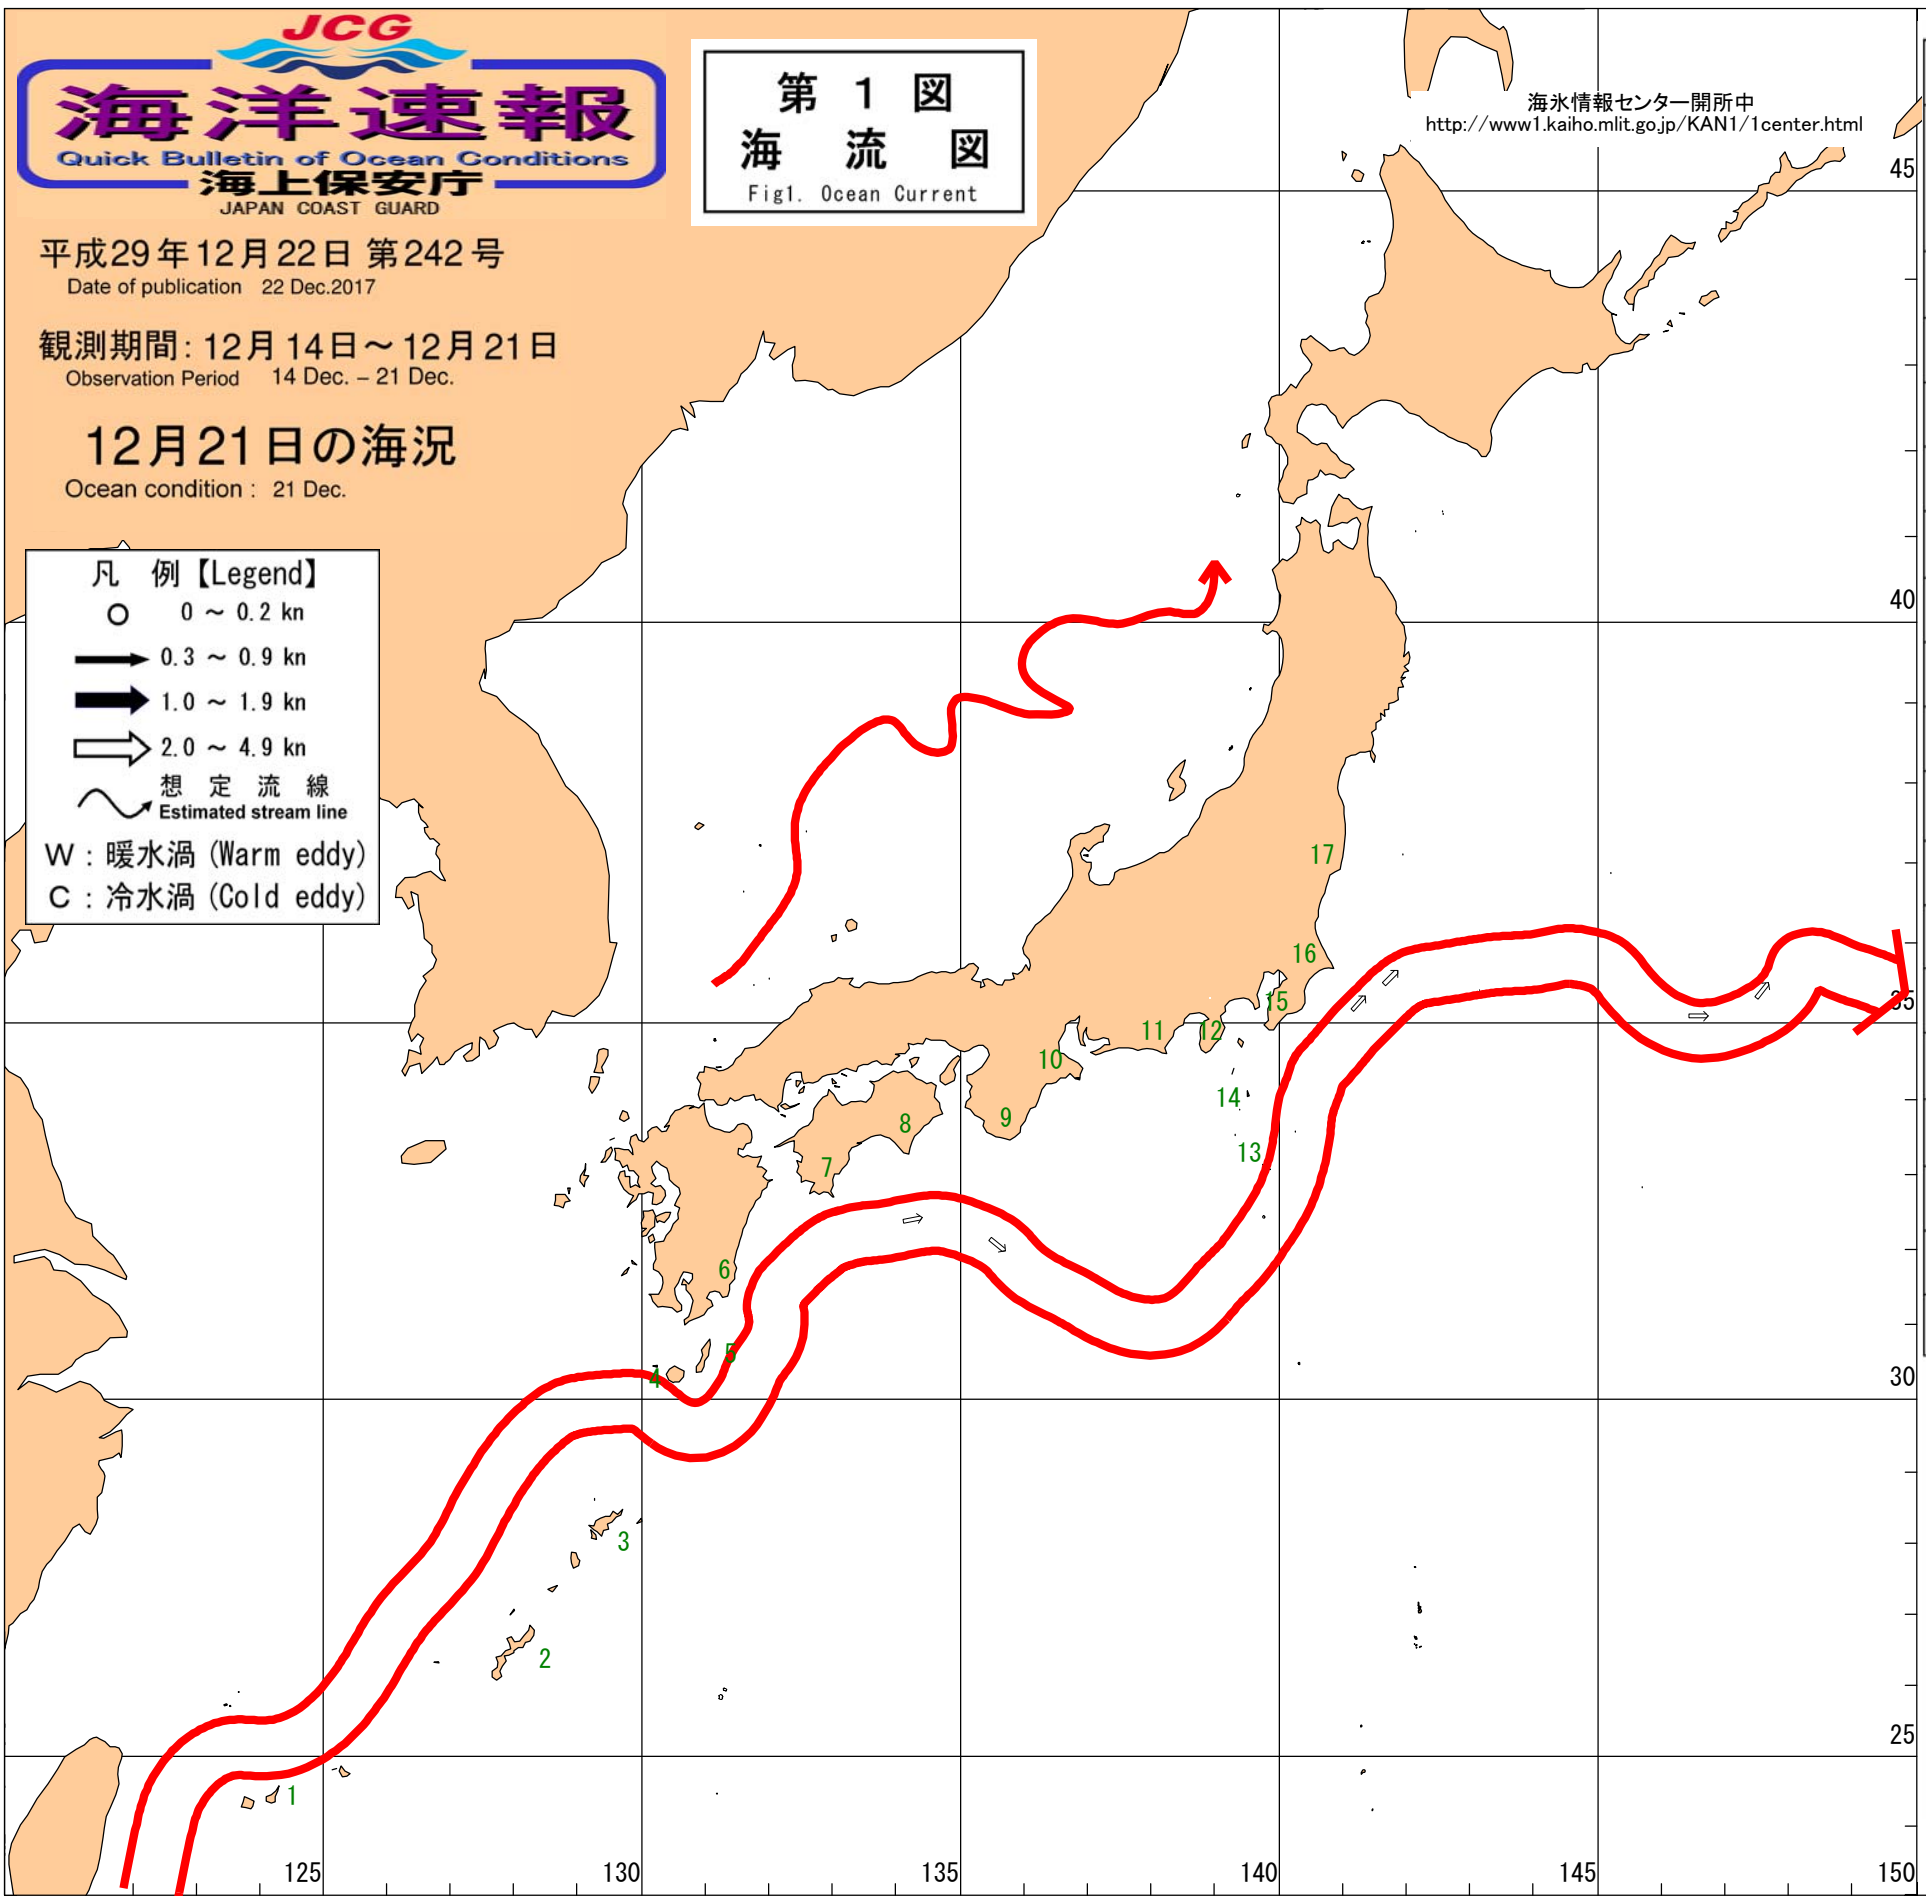 JCG
海洋速報
Quick Bulletin of Ocean Conditions
海上保安庁
JAPAN COAST GUARD
平成29年12月22日 第242号
Date of publication 22 Dec.2017
観測期間: 12月14日～12月21日
Observation Period 14 Dec. – 21 Dec.
12月21日の海況
Ocean condition : 21 Dec.
第 1 図
海 流 図
Fig1. Ocean Current
海氷情報センター開所中
http://www1.kaiho.mlit.go.jp/KAN1/1center.html
凡 例【Legend】
0 ～ 0.2 kn
0.3 ～ 0.9 kn
1.0 ～ 1.9 kn
2.0 ～ 4.9 kn
想 定 流 線
Estimated stream line
W : 暖水渦 (Warm eddy)
C : 冷水渦 (Cold eddy)
45
40
17
16
35
15
11
12
10
14
8
9
13
7
6
5
4
30
3
2
25
1
125
130
135
140
145
150